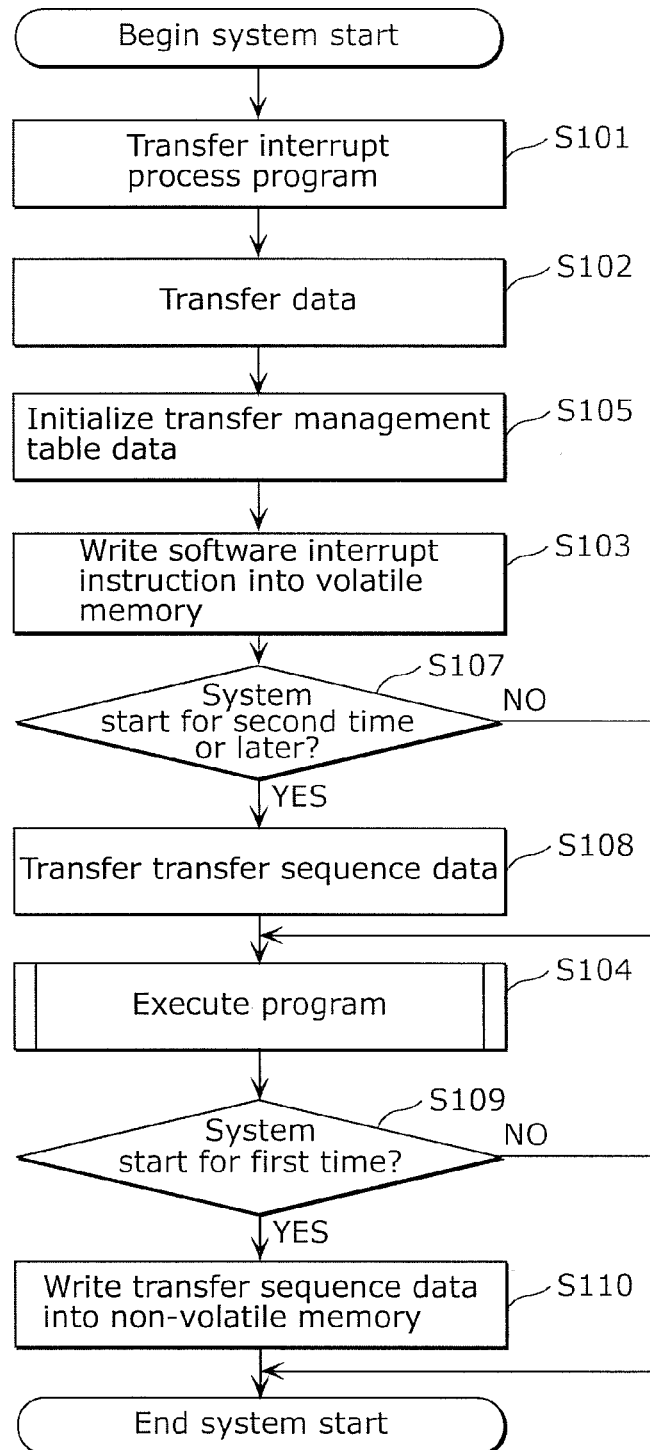 Begin system start
S101
Transfer interrupt
process program
S102
Transfer data
S105
Initialize transfer management
table data
S103
Write software interrupt
instruction into volatile
memory
S107
System
start for second time
or later?
NO
YES
S108
Transfer transfer sequence data
S104
Execute program
S109
System
start for first time?
NO
YES
S110
Write transfer sequence data
into non-volatile memory
End system start